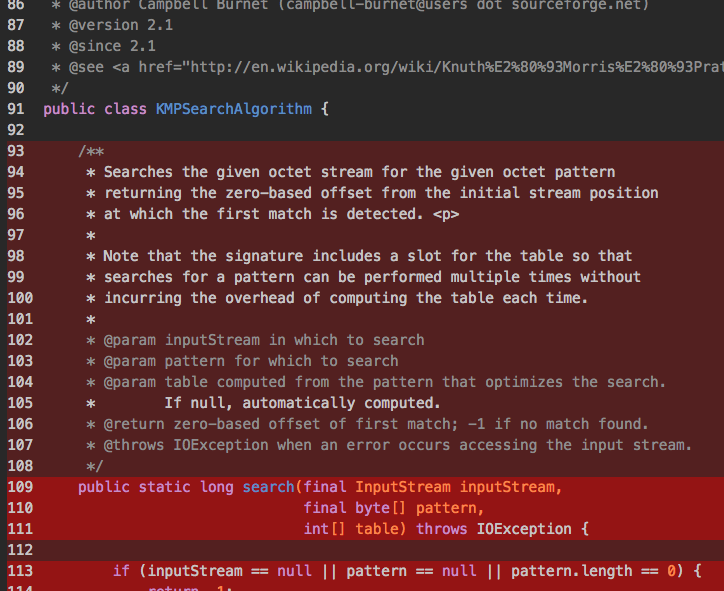 86 * @author Campbell Burnet (campbell-burnet@users dot sourceforge.net)
87 * @version 2.1
88 * @since 2.1
89 * @see <a href="http://en.wikipedia.org/wiki/Knuth%E2%80%93Morris%E2%80%93Prat
90 */
91 public class KMPSearchAlgorithm {
92
93 /**
94 * Searches the given octet stream for the given octet pattern
95 * returning the zero-based offset from the initial stream position
96 * at which the first match is detected. <p>
97 *
98 * Note that the signature includes a slot for the table so that
99 * searches for a pattern can be performed multiple times without
100 * incurring the overhead of computing the table each time.
101 *
102 * @param inputStream in which to search
103 * @param pattern for which to search
104 * @param table computed from the pattern that optimizes the search.
105 * If null, automatically computed.
106 * @return zero-based offset of first match; -1 if no match found.
107 * @throws IOException when an error occurs accessing the input stream.
108 */
109 public static long search(final InputStream inputStream,
110 final byte[] pattern,
111 int[] table) throws IOException {
112
113 if (inputStream == null || pattern == null || pattern.length == 0) {
114 return -1;